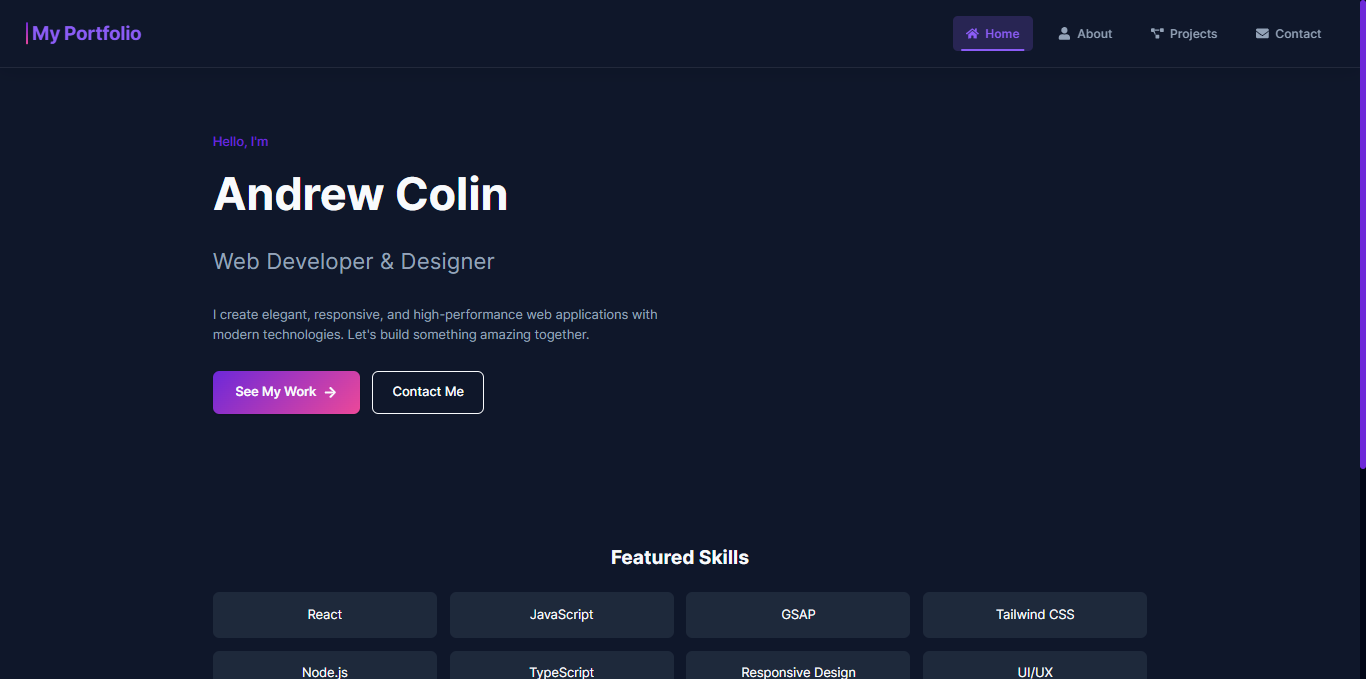 My Portfolio
Home
About
Projects
Contact
Hello, I'm
Andrew Colin
Web Developer & Designer
I create elegant, responsive, and high-performance web applications with
modern technologies. Let's build something amazing together.
See My Work
Contact Me
Featured Skills
React
JavaScript
GSAP
Tailwind CSS
Node.js
TypeScript
Responsive Design
UI/UX